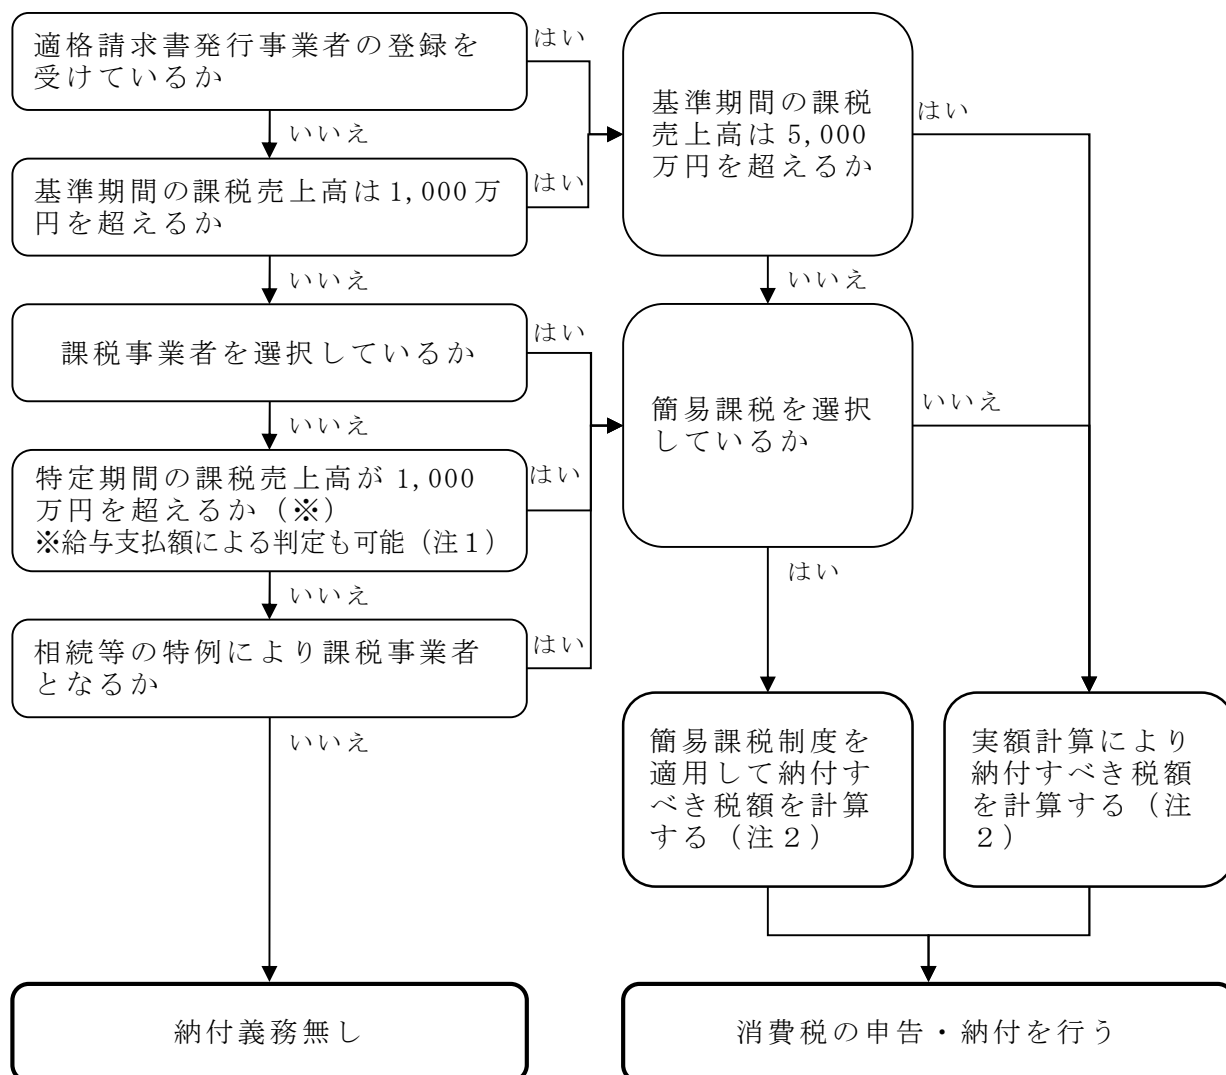 適格請求書発行事業者の登録を
受けているか
はい
いいえ
基準期間の課税売上高は1,000万
円を超えるか
はい
いいえ
課税事業者を選択しているか
はい
いいえ
特定期間の課税売上高が1,000
万円を超えるか（※）
※給与支払額による判定も可能（注１）
はい
いいえ
相続等の特例により課税事業者
となるか
はい
いいえ
納付義務無し
基準期間の課税
売上高は5,000
万円を超えるか
はい
いいえ
簡易課税を選択
しているか
いいえ
はい
簡易課税制度を
適用して納付す
べき税額を計算
する（注２）
実額計算により
納付すべき税額
を計算する（注
２）
消費税の申告・納付を行う